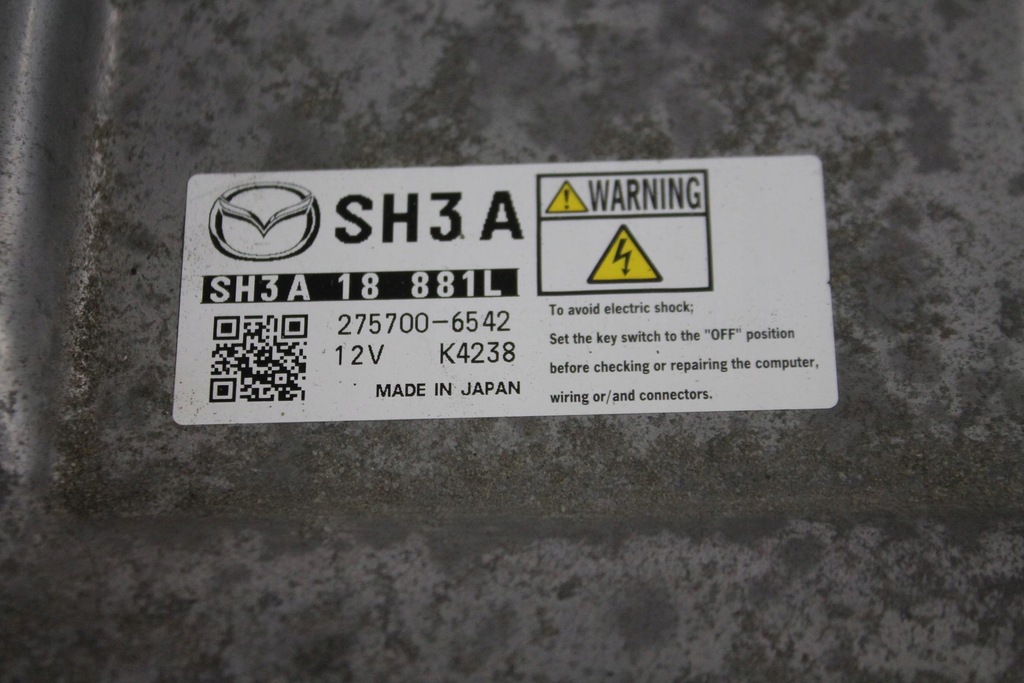 SH3A
SH3A 18 881L
275700-6542
12V K4238
MADE IN JAPAN
WARNING
To avoid electric shock;
Set the key switch to the "OFF" position
before checking or repairing the computer,
wiring or/and connectors.